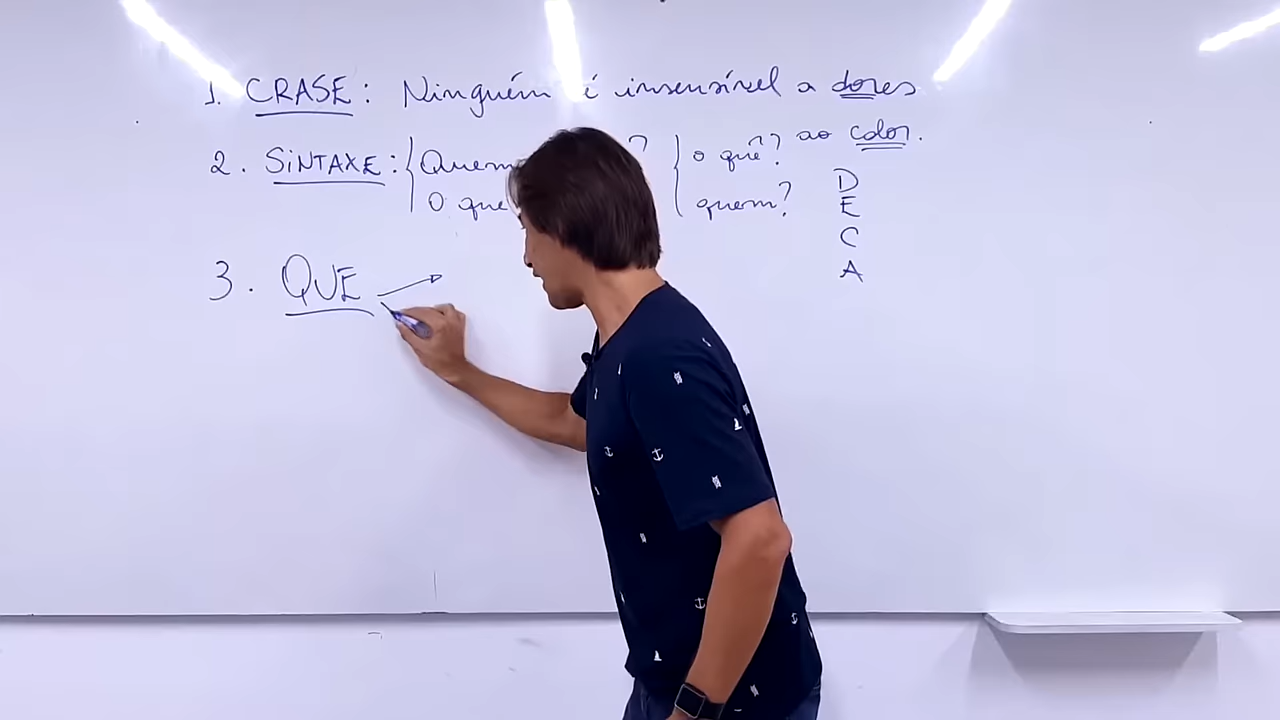 1. CRASE: Ninguém é insensível a dores
ao calor.
2. SINTAXE: Quem ? o quê?
O que quem?
D
E
C
A
3. QUE